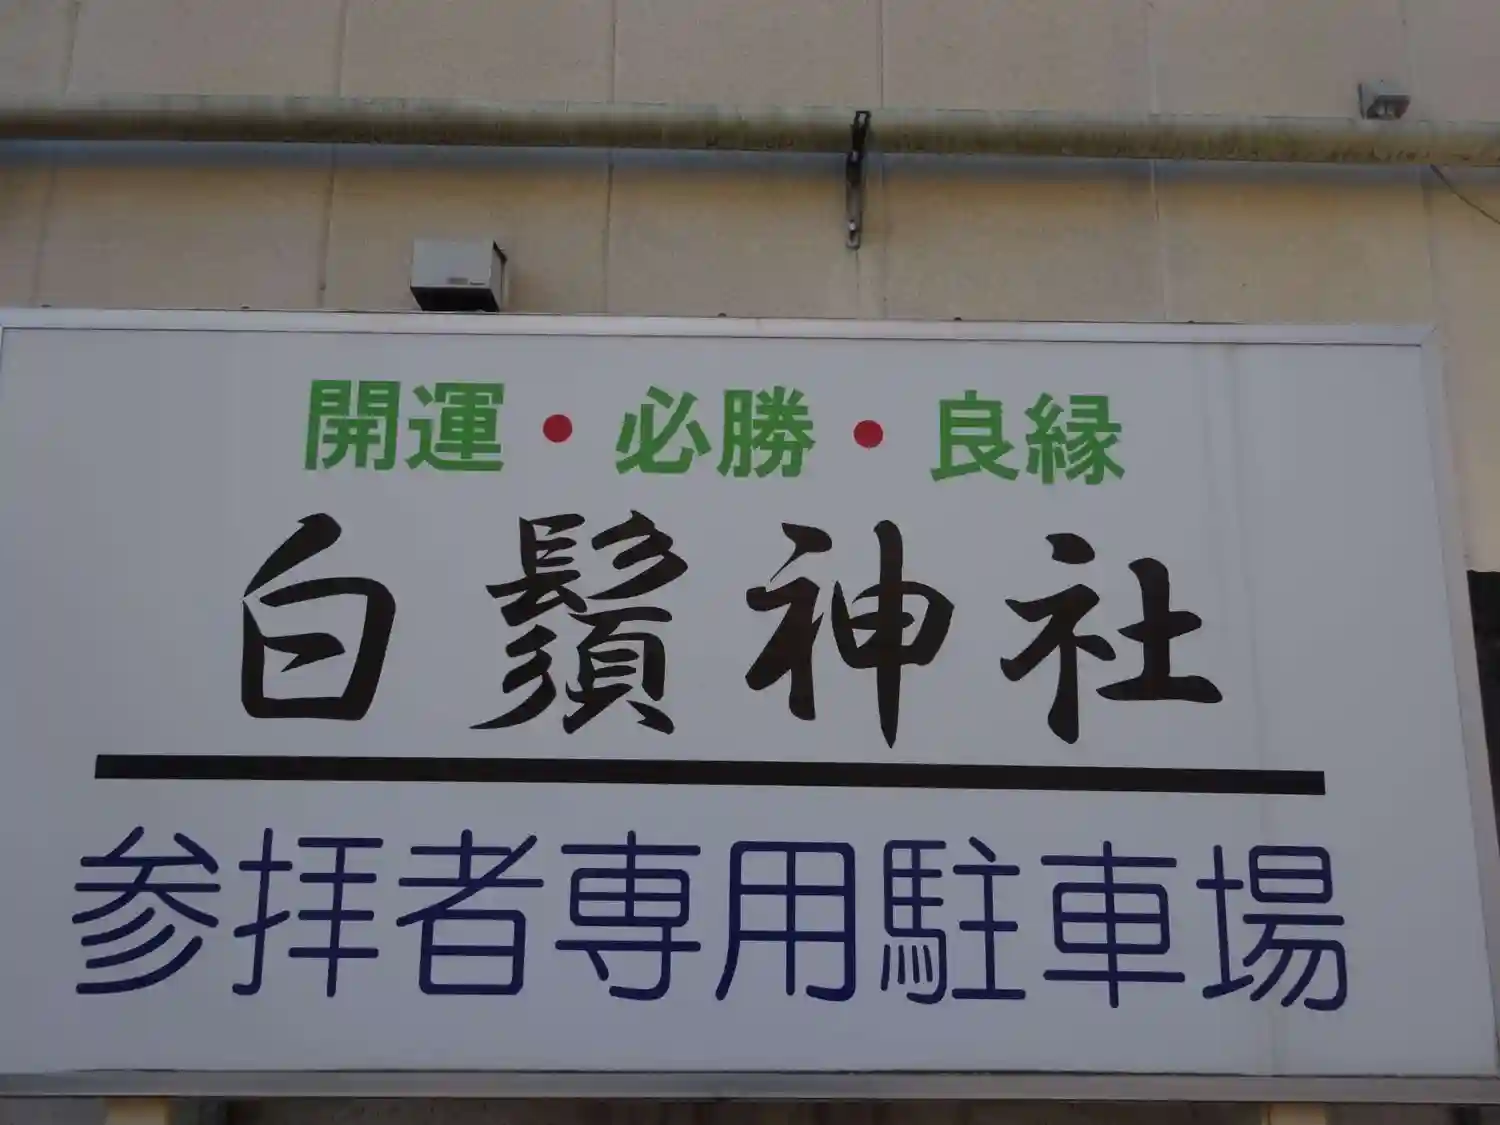 開運・必勝・良縁
白鬚神社
参拝者専用駐車場